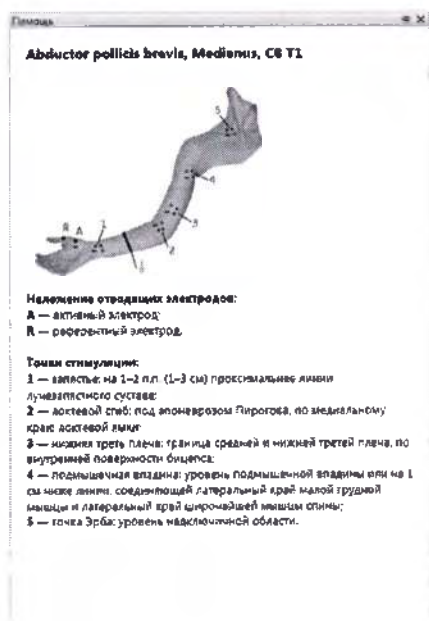 Помощь
Abductor pollicis brevis, Medianus, C8 T1
5
4
3
2
1
R A
Наложение отводящих электродов:
A — активный электрод;
R — референтный электрод.
Точки стимуляции:
1 — запястье: на 1–2 п.п. (1–3 см) проксимальнее линии
лучезапястного сустава;
2 — локтевой сгиб: под апоневрозом Пирогова, по медиальному
краю локтевой ямки;
3 — нижняя треть плеча: граница средней и нижней третей плеча, по
внутренней поверхности бицепса;
4 — подмышечная впадина: уровень подмышечной впадины или на 1
см ниже линии, соединяющей латеральный край малой грудной
мышцы и латеральный край широчайшей мышцы спины;
5 — точка Эрба: уровень надключичной области.